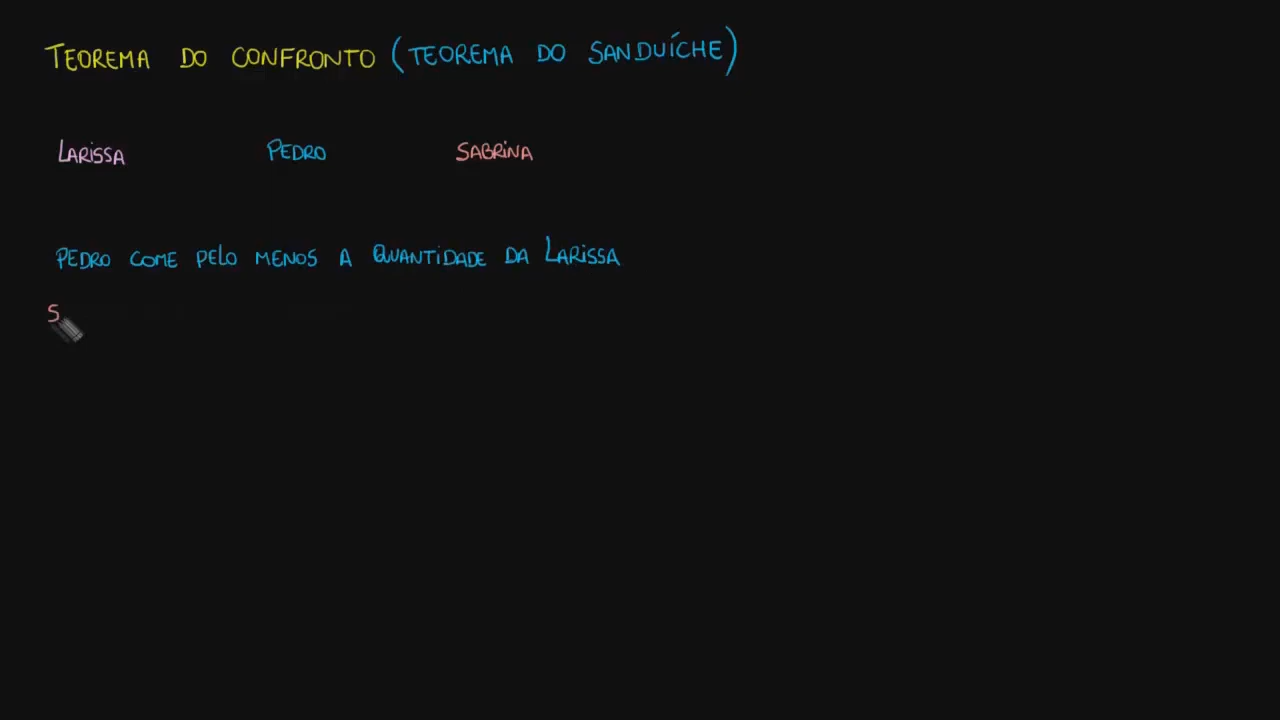 TEOREMA DO CONFRONTO (TEOREMA DO SANDUÍCHE)
LARISSA PEDRO SABRINA
PEDRO COME PELO MENOS A QUANTIDADE DA LARISSA
S